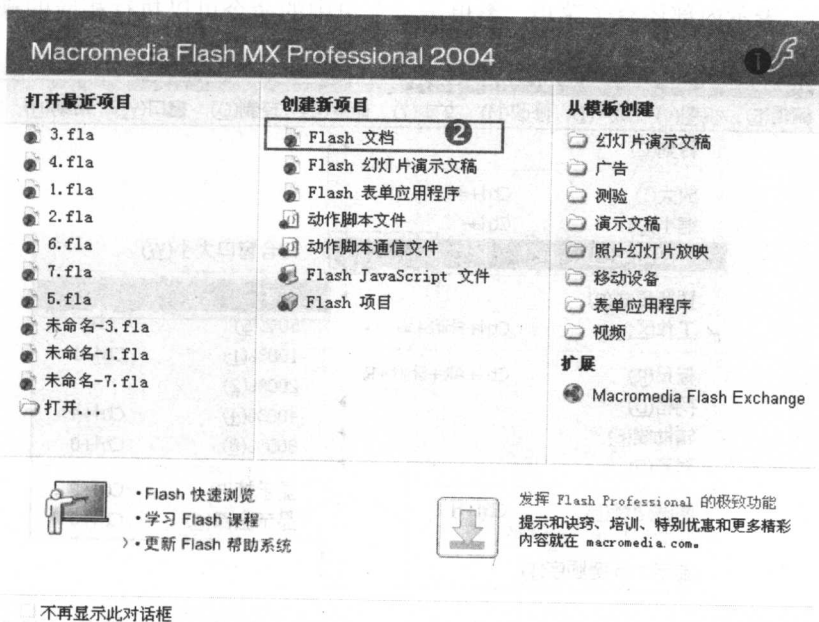 Macromedia Flash MX Professional 2004
❶
打开最近项目
3.fla
4.fla
1.fla
2.fla
6.fla
7.fla
5.fla
未命名-3.fla
未命名-1.fla
未命名-7.fla
打开...
创建新项目
Flash 文档 ❷
Flash 幻灯片演示文稿
Flash 表单应用程序
动作脚本文件
动作脚本通信文件
Flash JavaScript 文件
Flash 项目
从模板创建
幻灯片演示文稿
广告
测验
演示文稿
照片幻灯片放映
移动设备
表单应用程序
视频
扩展
Macromedia Flash Exchange
•Flash 快速浏览
•学习 Flash 课程
•更新 Flash 帮助系统
发挥 Flash Professional 的极致功能
提示和诀窍、培训、特别优惠和更多精彩
内容就在 macromedia.com。
不再显示此对话框